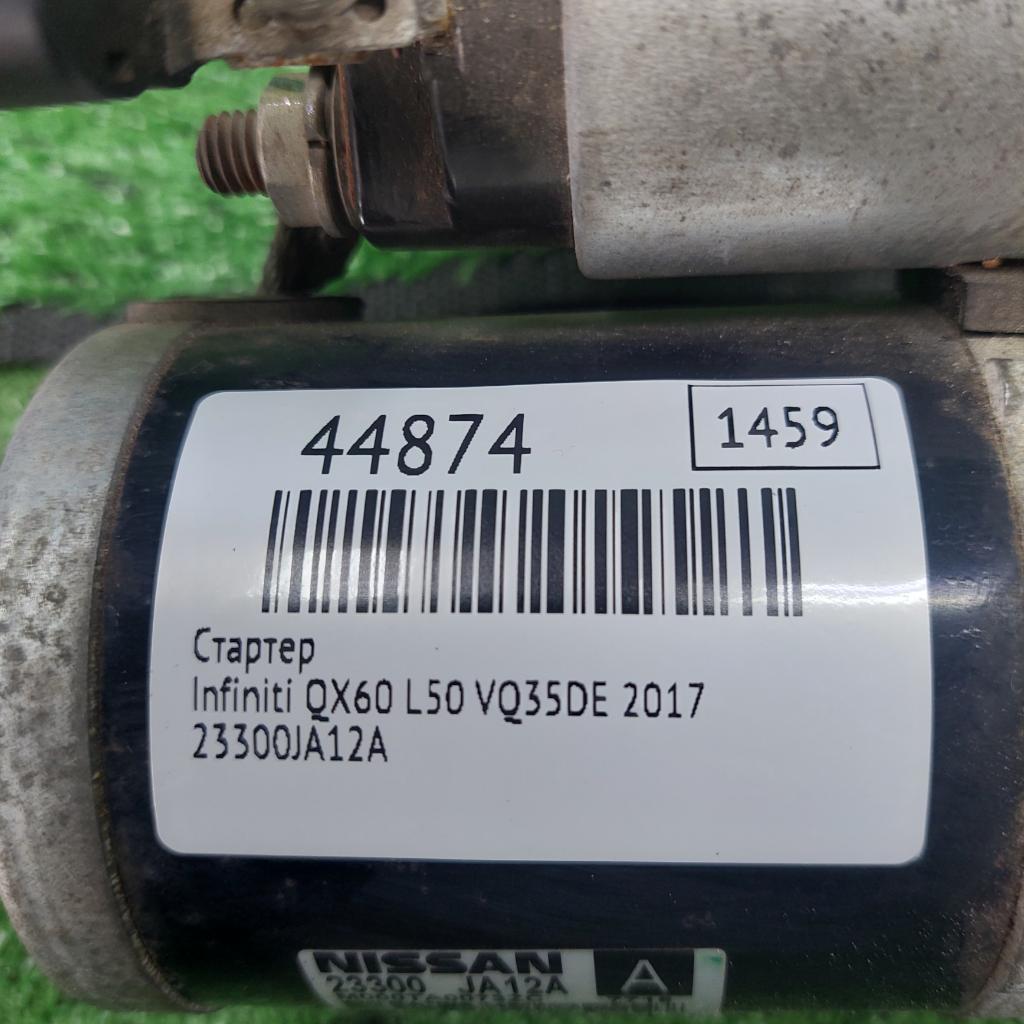 44874
1459
Стартер
Infiniti QX60 L50 VQ35DE 2017
23300JA12A
NISSAN A
23300 JA12A